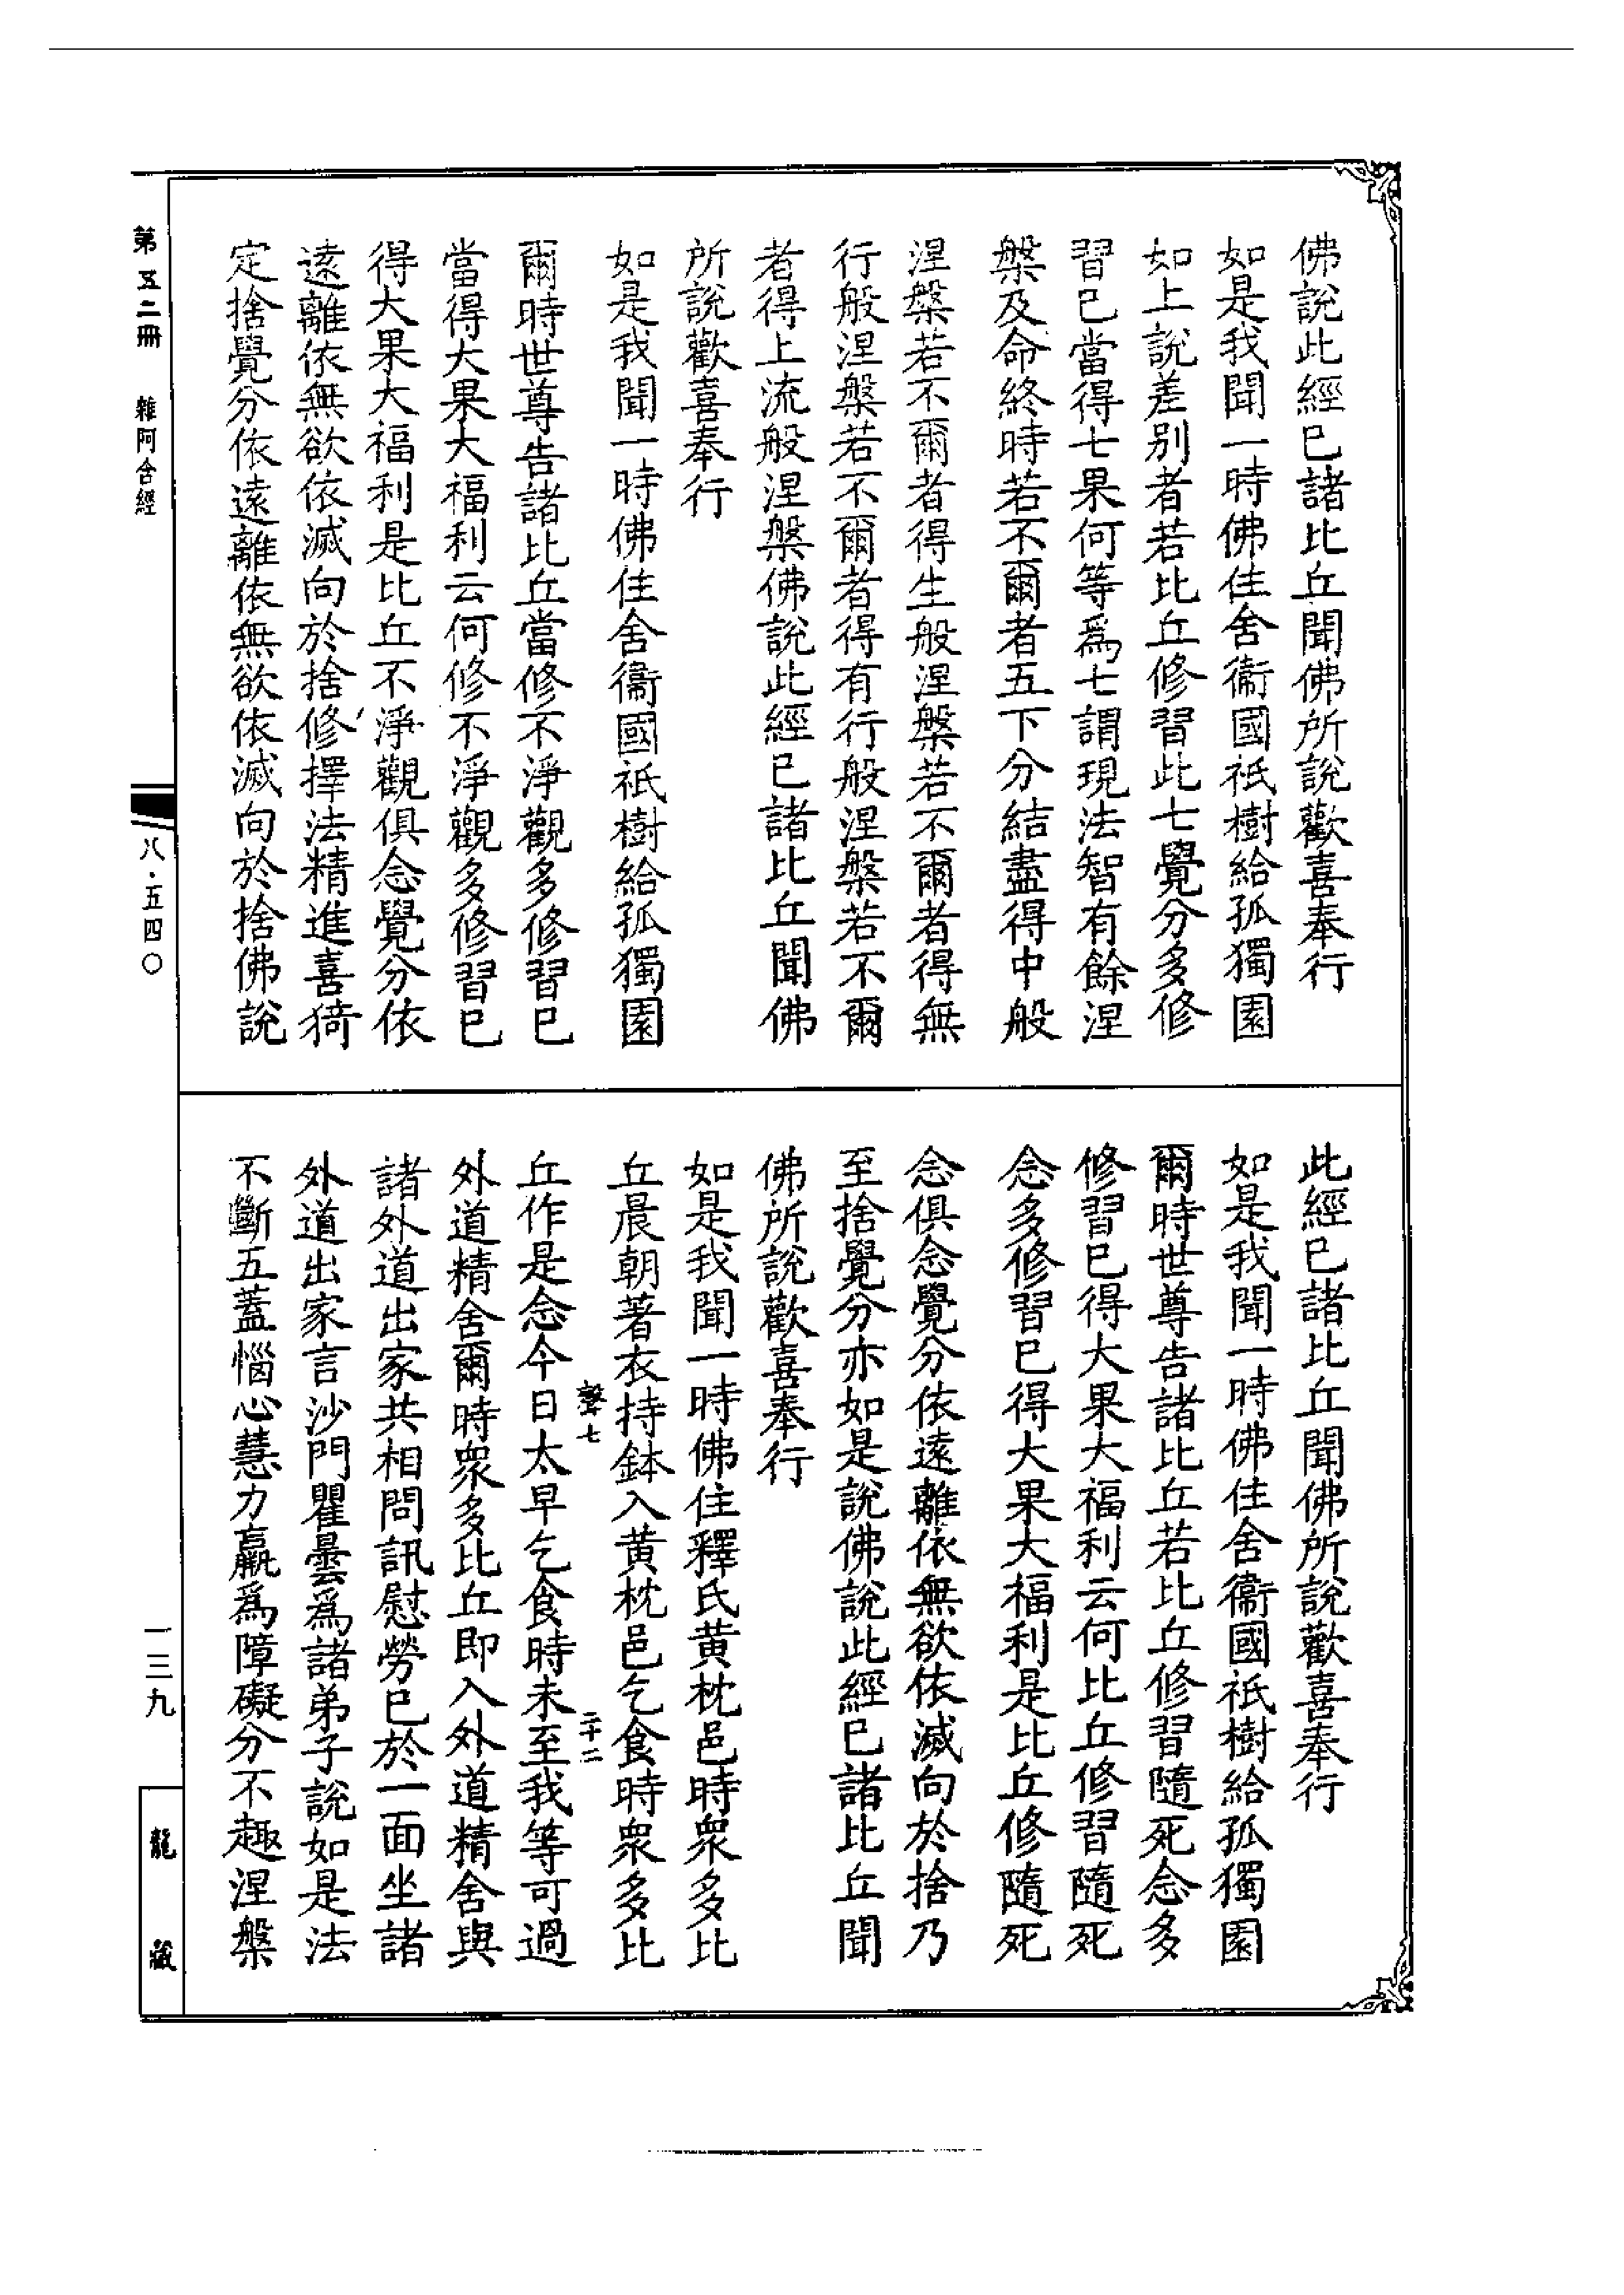 佛說此經已諸比丘聞佛所說歡喜奉行
如是我聞一時佛住舍衞國祇樹給孤獨園
如上說差別者若比丘修習此七覺分多修
習已當得七果何等爲七謂現法智有餘涅
槃及命終時若不爾者五下分結盡得中般
涅槃若不爾者得生般涅槃若不爾者得無
行般涅槃若不爾者得有行般涅槃若不爾
者得上流般涅槃佛說此經已諸比丘聞佛
所說歡喜奉行
如是我聞一時佛住舍衞國祇樹給孤獨園
爾時世尊告諸比丘當修不淨觀多修習已
當得大果大福利云何修不淨觀多修習已
得大果大福利是比丘不淨觀俱念覺分依
遠離依無欲依滅向於捨修擇法精進喜猗
定捨覺分依遠離依無欲依滅向於捨佛說
此經已諸比丘聞佛所說歡喜奉行
如是我聞一時佛住舍衞國祇樹給孤獨園
爾時世尊告諸比丘若比丘修習隨死念多
修習已得大果大福利云何比丘修習隨死
念多修習已得大果大福利是比丘修隨死
念俱念覺分依遠離依無欲依滅向於捨乃
至捨覺分亦如是說佛說此經已諸比丘聞
佛所說歡喜奉行
如是我聞一時佛住釋氏黄枕邑時衆多比
丘晨朝著衣持鉢入黄枕邑乞食時衆多比
聲七
二十二
丘作是念今日太早乞食時未至我等可過
外道精舍爾時衆多比丘即入外道精舍與
諸外道出家共相問訊慰勞已於一面坐諸
外道出家言沙門瞿曇爲諸弟子說如是法
不斷五蓋惱心慧力羸爲障礙分不趣涅槃
第五二冊
雜阿含經
八·五四〇
一三九
龍藏